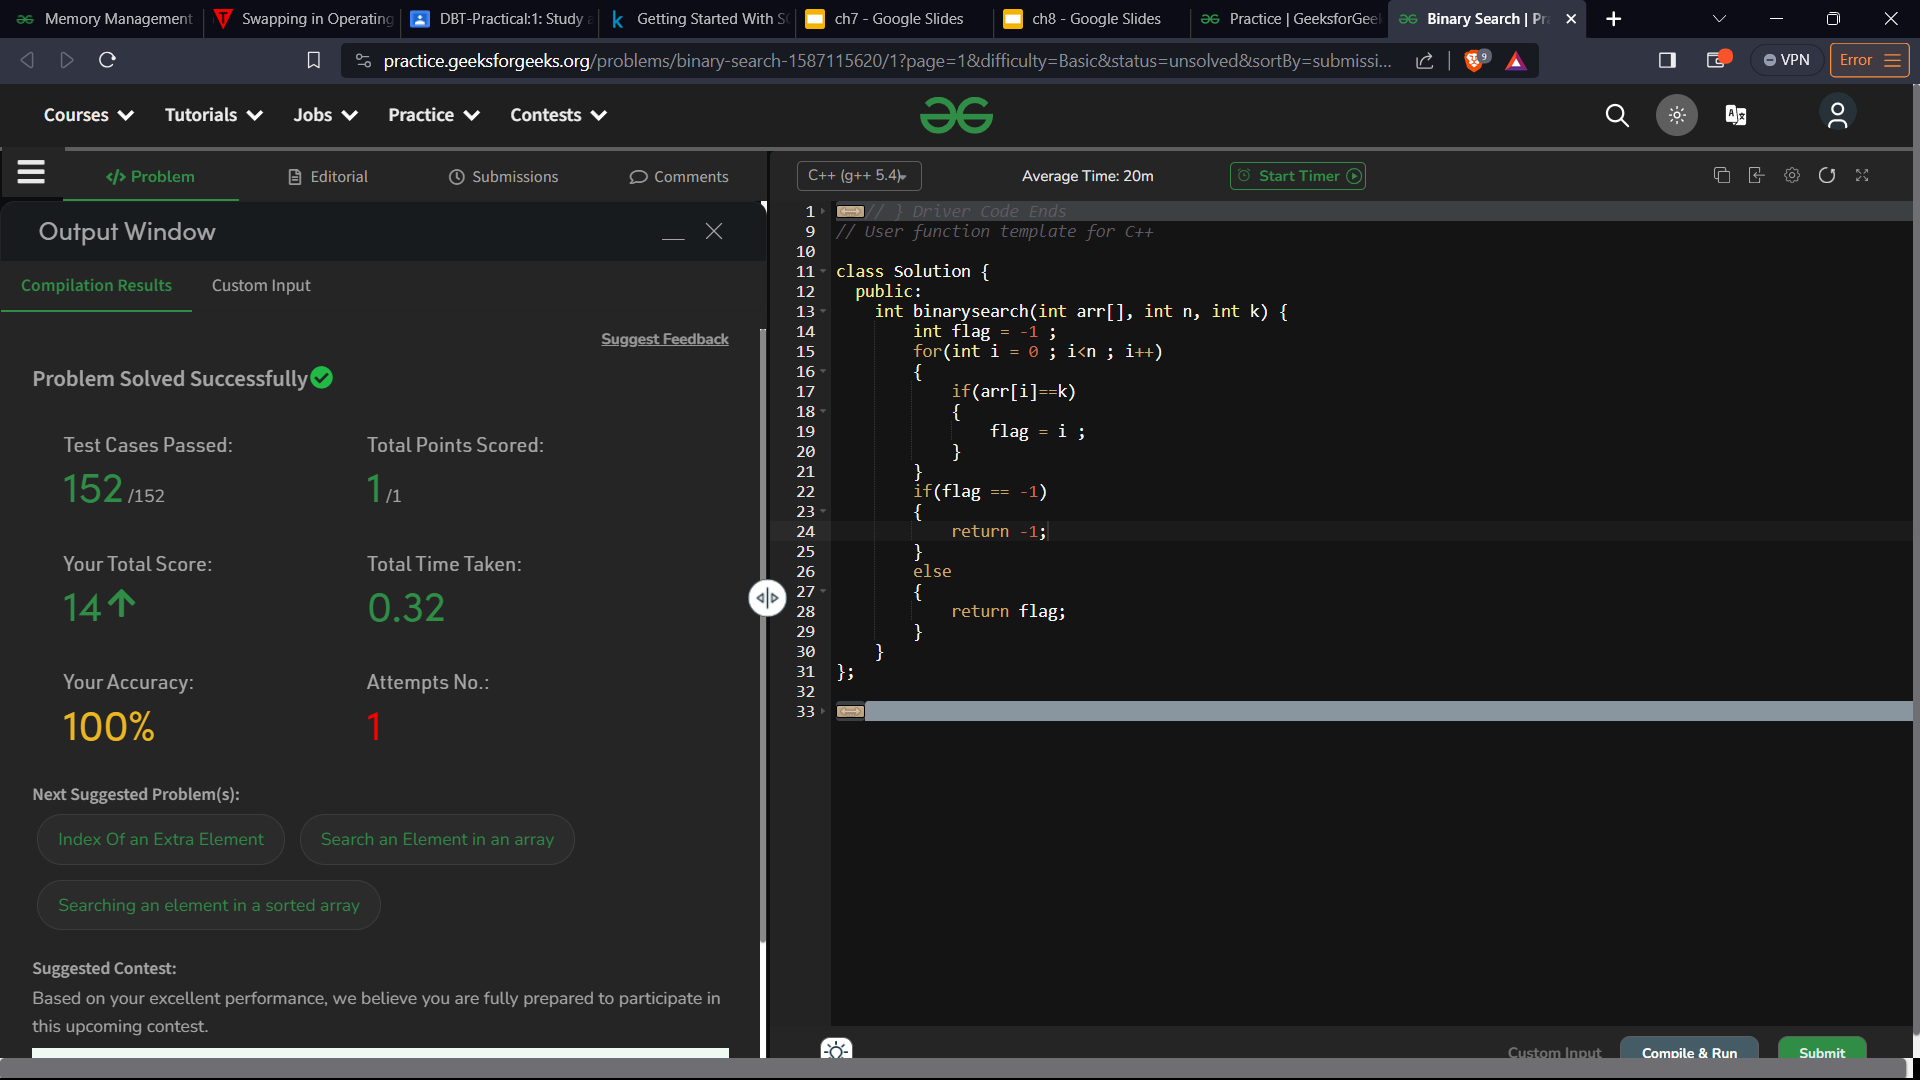 Memory Management
Swapping in Operating
DBT-Practical:1: Study a
Getting Started With SC
ch7 - Google Slides
ch8 - Google Slides
Practice | GeeksforGeek
Binary Search | Pra
practice.geeksforgeeks.org/problems/binary-search-1587115620/1?page=1&difficulty=Basic&status=unsolved&sortBy=submissi...
9
VPN
Error
Courses
Tutorials
Jobs
Practice
Contests
</> Problem
Editorial
Submissions
Comments
C++ (g++ 5.4)
Average Time: 20m
Start Timer
Output Window
Compilation Results
Custom Input
Suggest Feedback
Problem Solved Successfully
Test Cases Passed:
152 /152
Total Points Scored:
1 /1
Your Total Score:
14
Total Time Taken:
0.32
Your Accuracy:
100%
Attempts No.:
1
Next Suggested Problem(s):
Index Of an Extra Element
Search an Element in an array
Searching an element in a sorted array
Suggested Contest:
Based on your excellent performance, we believe you are fully prepared to participate in
this upcoming contest.
1 // } Driver Code Ends
9 // User function template for C++
10
11 class Solution {
12 public:
13 int binarysearch(int arr[], int n, int k) {
14 int flag = -1 ;
15 for(int i = 0 ; i<n ; i++)
16 {
17 if(arr[i]==k)
18 {
19 flag = i ;
20 }
21 }
22 if(flag == -1)
23 {
24 return -1;
25 }
26 else
27 {
28 return flag;
29 }
30 }
31 };
32
33
Custom Input
Compile & Run
Submit